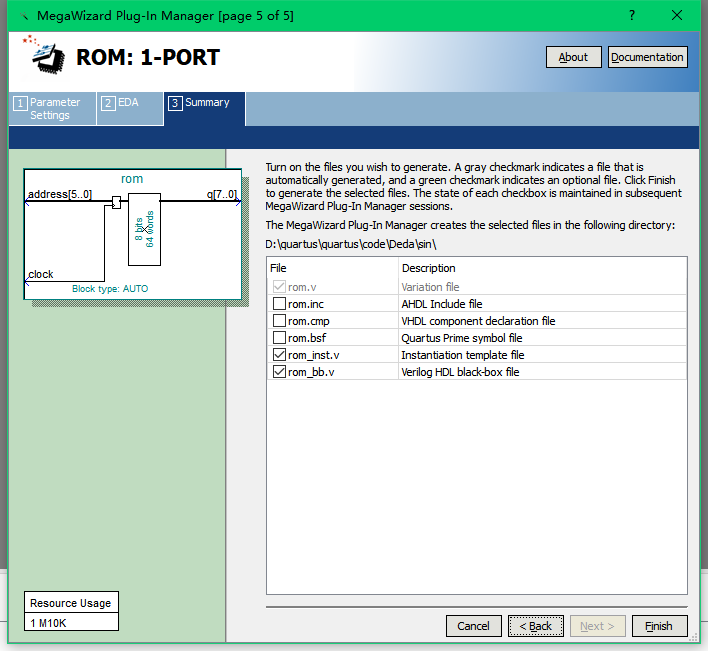 MegaWizard Plug-In Manager [page 5 of 5]
?
ROM: 1-PORT
About
Documentation
1 Parameter Settings
2 EDA
3 Summary
rom
address[5..0]
q[7..0]
8 bits
64 words
clock
Block type: AUTO
Turn on the files you wish to generate. A gray checkmark indicates a file that is
automatically generated, and a green checkmark indicates an optional file. Click Finish
to generate the selected files. The state of each checkbox is maintained in subsequent
MegaWizard Plug-In Manager sessions.
The MegaWizard Plug-In Manager creates the selected files in the following directory:
D:\quartus\quartus\code\Deda\sin\
File Description
rom.v Variation file
rom.inc AHDL Include file
rom.cmp VHDL component declaration file
rom.bsf Quartus Prime symbol file
rom_inst.v Instantiation template file
rom_bb.v Verilog HDL black-box file
Resource Usage
1 M10K
Cancel
< Back
Next >
Finish